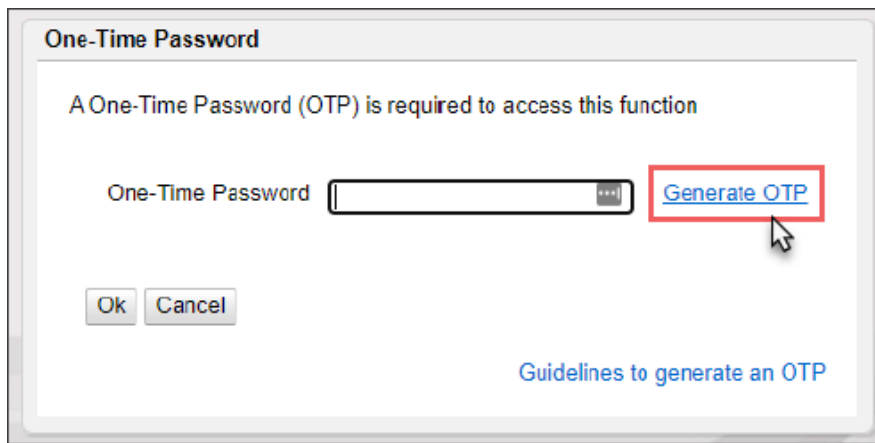 One-Time Password
A One-Time Password (OTP) is required to access this function
One-Time Password Generate OTP
Ok Cancel
Guidelines to generate an OTP